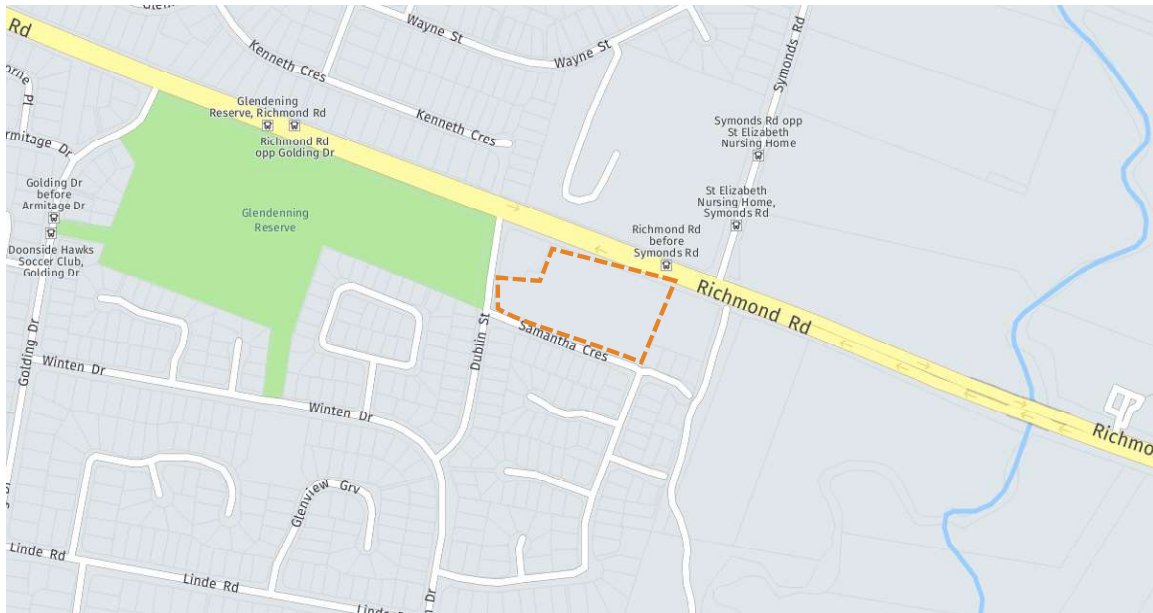 Wayne St
Wayne St
Symonds Rd
Rd
Kenneth Cres
Glendening
Reserve, Richmond Rd
Kenneth Cres
Richmond Rd
opp Golding Dr
Symonds Rd opp
St Elizabeth
Nursing Home
Armitage Dr
Golding Dr
before
Armitage Dr
Glendenning
Reserve
St Elizabeth
Nursing Home,
Symonds Rd
Doonside Hawks
Soccer Club,
Golding Dr
Richmond Rd
before
Symonds Rd
Richmond Rd
Samantha Cres
Dublin St
Golding Dr
Winten Dr
Winten Dr
Richmo
Glenview Grv
Linde Rd
Linde Rd
Linde
Dr